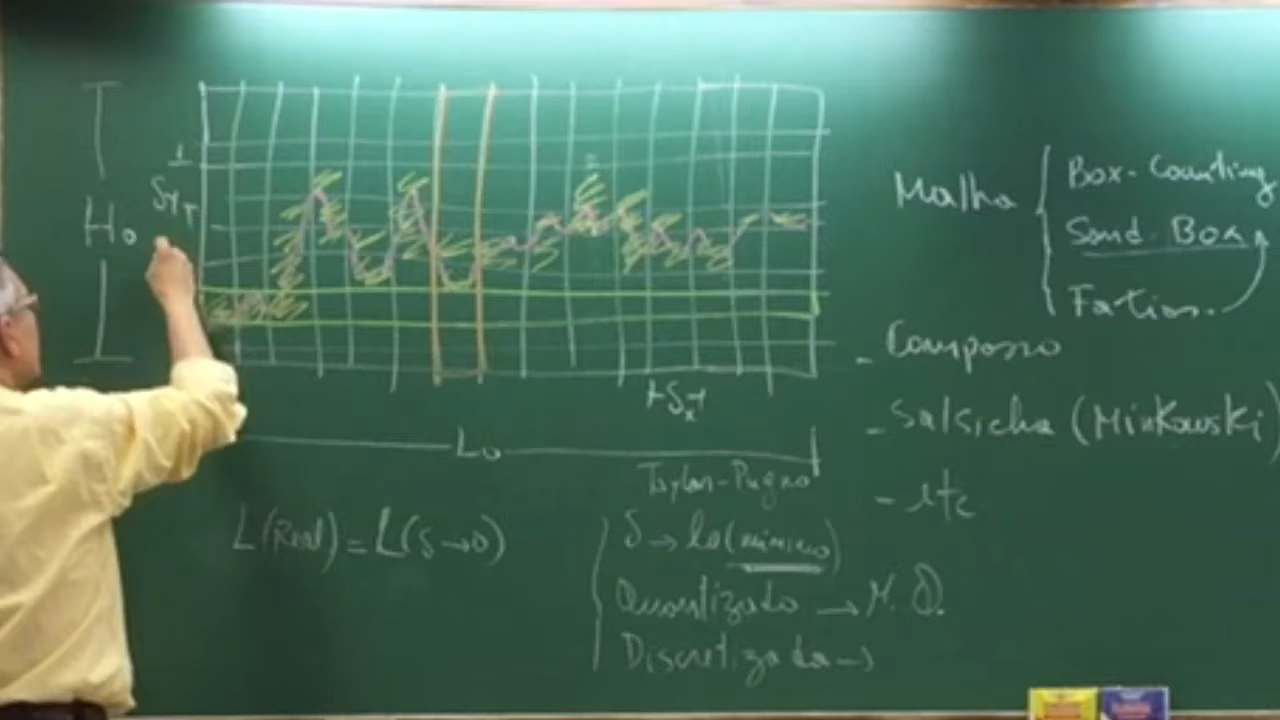 H₀
δy
Malha
Box-Counting
Sand-Box
Fatias
- Compasso
- Salsicha (Minkowski)
- etc
δx
L₀
Taylor-Pugno
L(Real) = L(δ→0)
δ → l₀ (mínimo)
Quantizado → M.Q.
Discretizada →